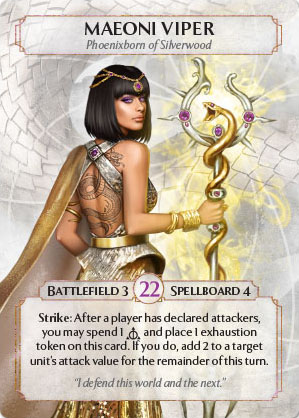 MAEONI VIPER
Phoenixborn of Silverwood
BATTLEFIELD 3 22 SPELLBOARD 4
Strike: After a player has declared attackers,
you may spend 1 and place 1 exhaustion
token on this card. If you do, add 2 to a target
unit's attack value for the remainder of this turn.
"I defend this world and the next."